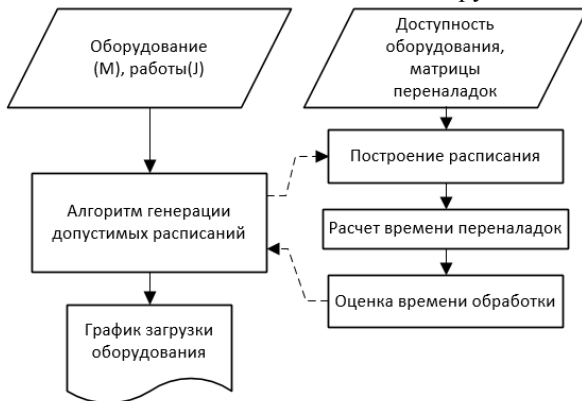 Оборудование
(М), работы(J)
Доступность
оборудования,
матрицы
переналадок
Алгоритм генерации
допустимых расписаний
Построение расписания
Расчет времени переналадок
Оценка времени обработки
График загрузки
оборудования